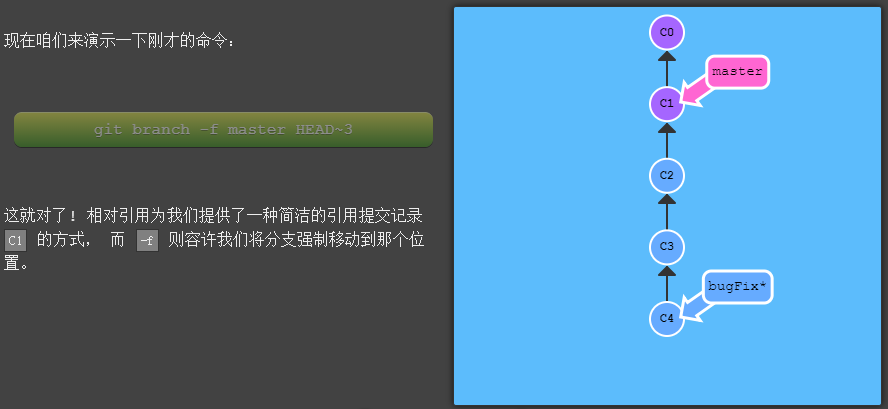 现在咱们来演示一下刚才的命令：
git branch -f master HEAD~3
这就对了！相对引用为我们提供了一种简洁的引用提交记录
C1 的方式， 而 -f 则容许我们将分支强制移动到那个位
置。
C0
master
C1
C2
C3
bugFix*
C4